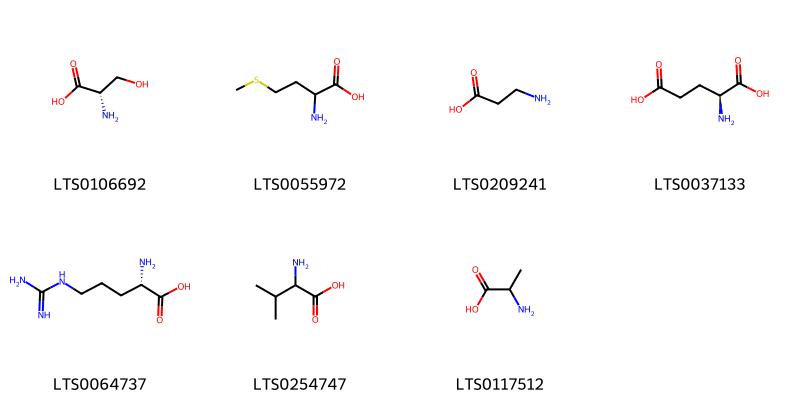 O
HO
OH
NH2
S
O
OH
NH2
O
HO
NH2
O
HO
O
OH
NH2
LTS0106692
LTS0055972
LTS0209241
LTS0037133
H2N
NH
H
N
NH2
O
OH
NH2
O
OH
O
HO
NH2
LTS0064737
LTS0254747
LTS0117512